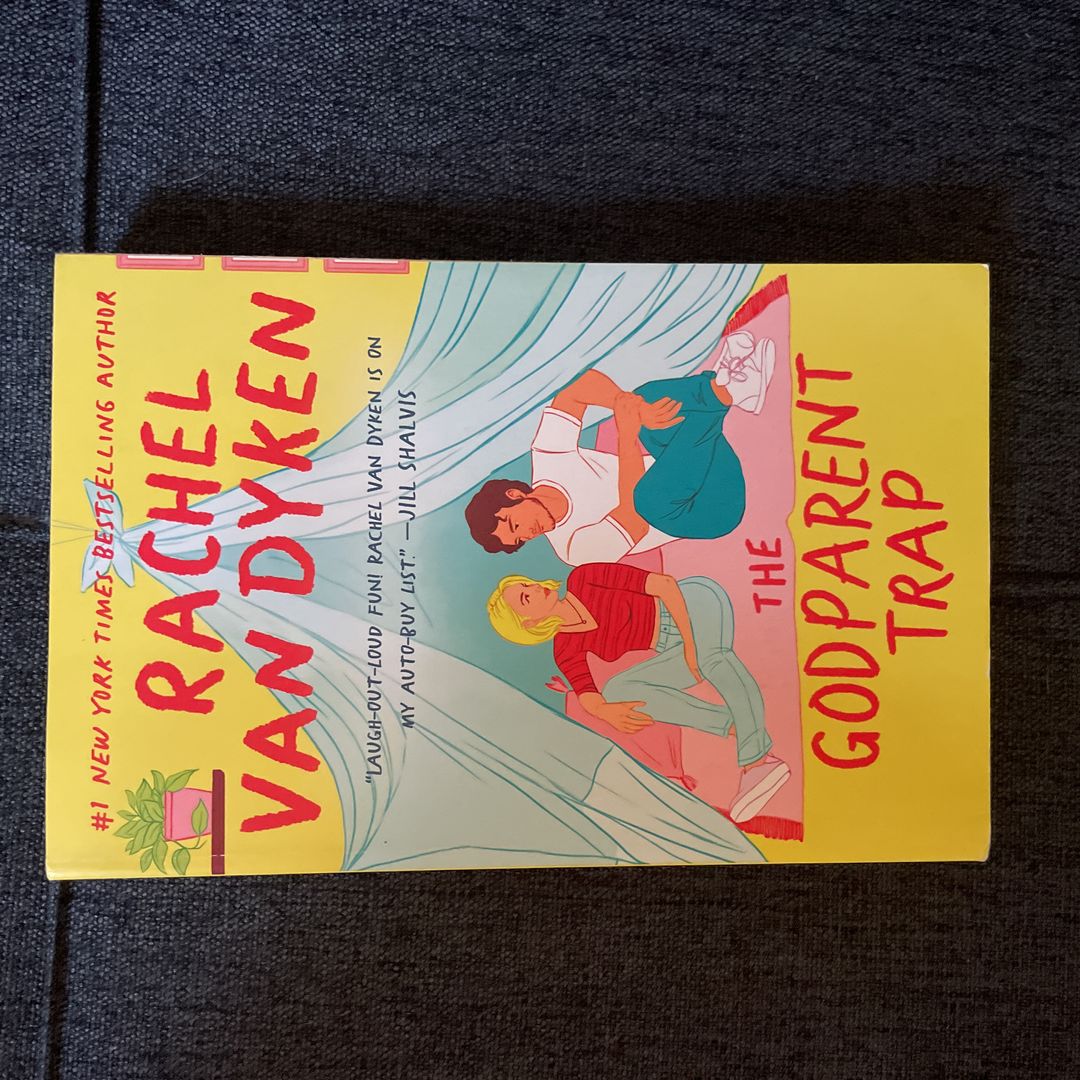 #1 NEW YORK TIMES BESTSELLING AUTHOR
RACHEL
VAN DYKEN
"LAUGH-OUT-LOUD FUN! RACHEL VAN DYKEN IS ON
MY AUTO-BUY LIST." —JILL SHALVIS
THE
GODPARENT
TRAP